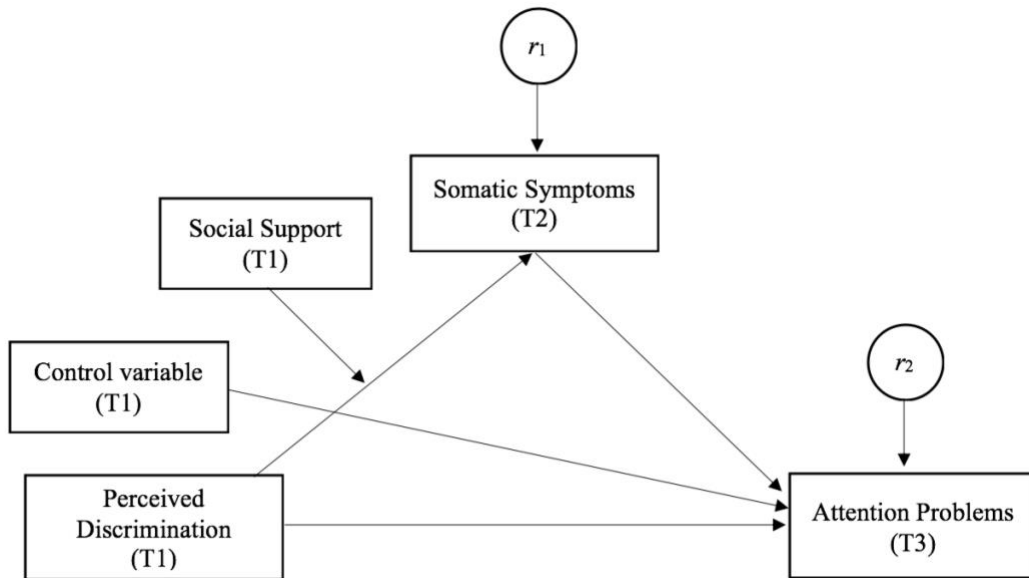 r1
Somatic Symptoms
(T2)
Social Support
(T1)
Control variable
(T1)
r2
Perceived
Discrimination
(T1)
Attention Problems
(T3)